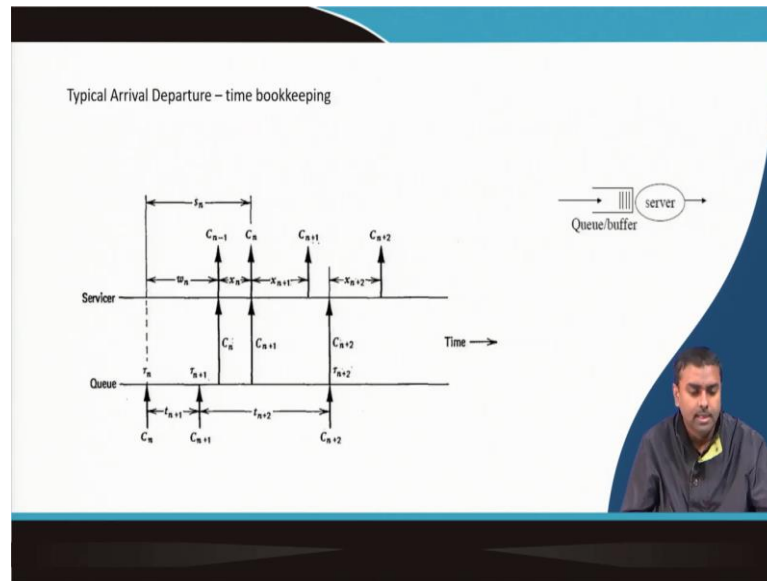 Typical Arrival Departure – time bookkeeping
server
Queue/buffer
sₙ
Cₙ₋₁ Cₙ Cₙ₊₁ Cₙ₊₂
wₙ xₙ xₙ₊₁ xₙ₊₂
Servicer
Cₙ Cₙ₊₁ Cₙ₊₂ Time
τₙ τₙ₊₁ τₙ₊₂
Queue
tₙ₊₁ tₙ₊₂
Cₙ Cₙ₊₁ Cₙ₊₂